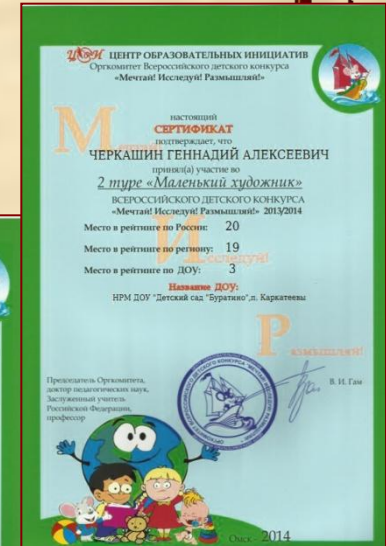 ЦОИ ЦЕНТР ОБРАЗОВАТЕЛЬНЫХ ИНИЦИАТИВ
Оргкомитет Всероссийского детского конкурса
«Мечтай! Исследуй! Размышляй!»
настоящий
СЕРТИФИКАТ
подтверждает, что
ЧЕРКАШИН ГЕННАДИЙ АЛЕКСЕЕВИЧ
принял(а) участие во
2 туре «Маленький художник»
ВСЕРОССИЙСКОГО ДЕТСКОГО КОНКУРСА
«Мечтай! Исследуй! Размышляй!» 2013/2014
Место в рейтинге по России: 20
Место в рейтинге по региону: 19
Исследуй!
Место в рейтинге по ДОУ: 3
Название ДОУ:
НРМ ДОУ "Детский сад "Буратино",п. Каркатеевы
Размышляй!
Председатель Оргкомитета,
доктор педагогических наук,
Заслуженный учитель
Российской Федерации,
профессор
В. И. Гам
Омск - 2014